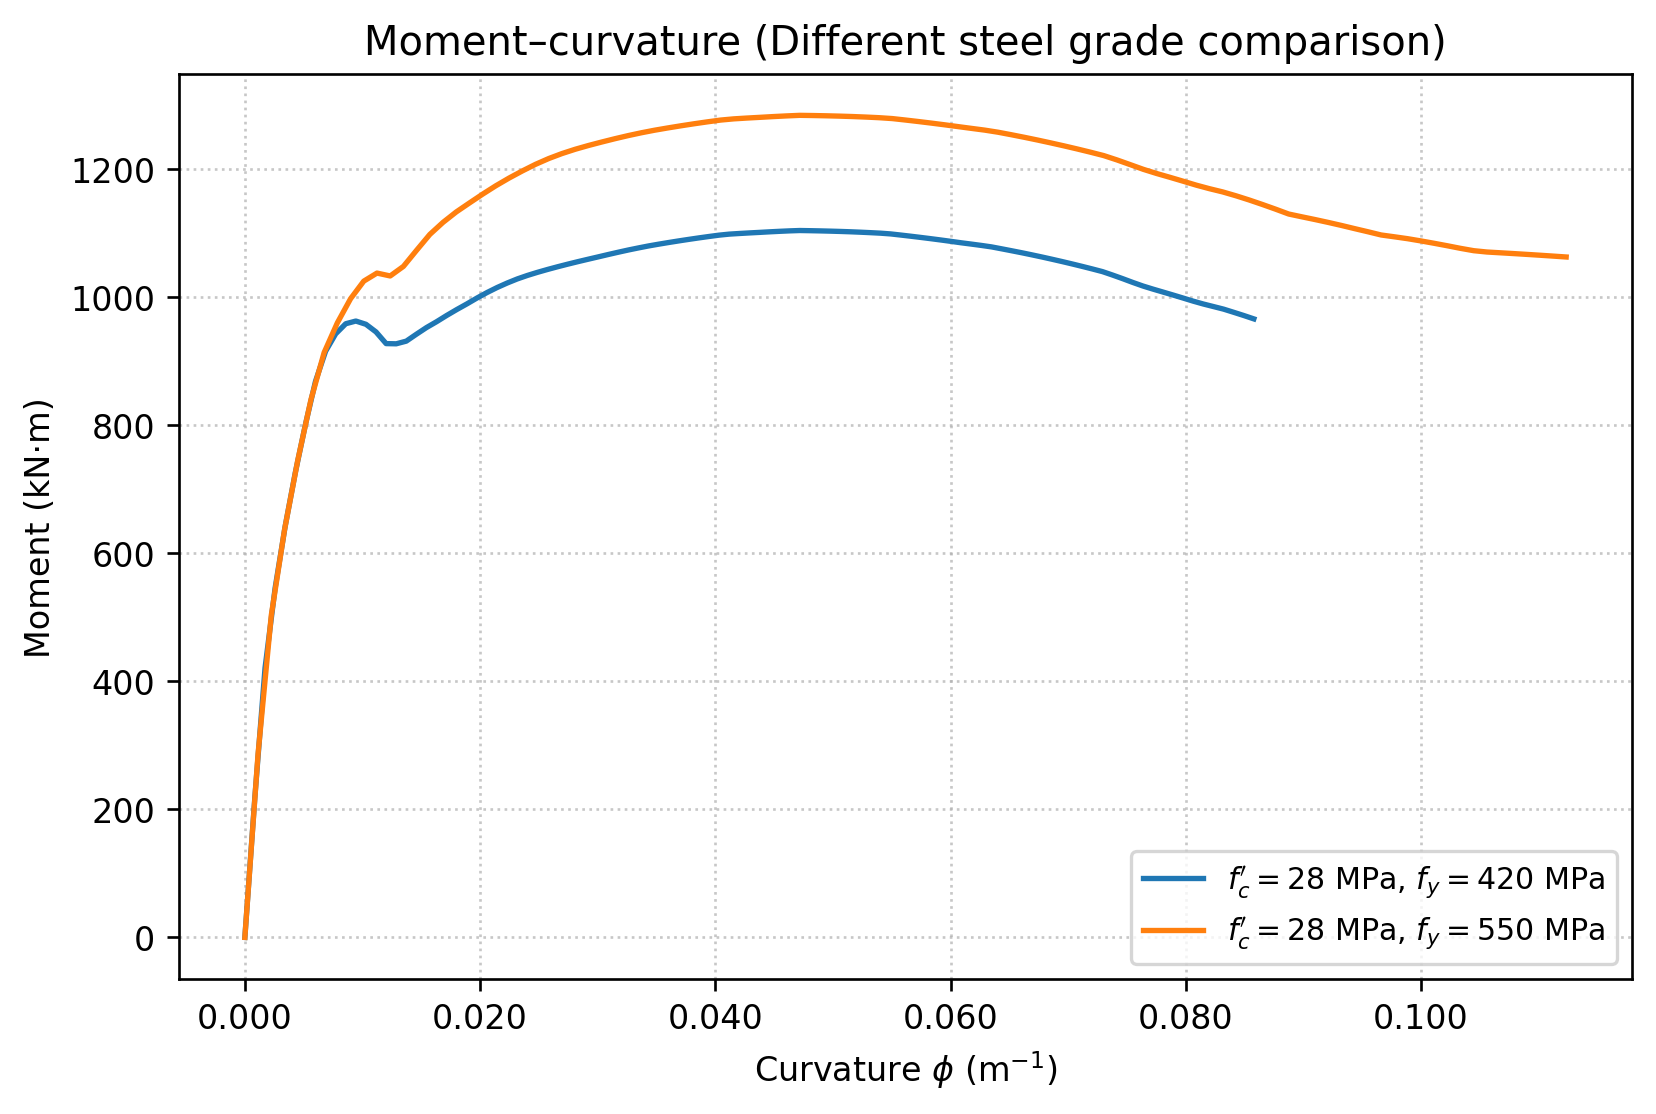 Moment–curvature (Different steel grade comparison)
Moment (kN·m)
1200
1000
800
600
400
200
0
0.000 0.020 0.040 0.060 0.080 0.100
Curvature ϕ (m⁻¹)
f′c = 28 MPa, fy = 420 MPa
f′c = 28 MPa, fy = 550 MPa